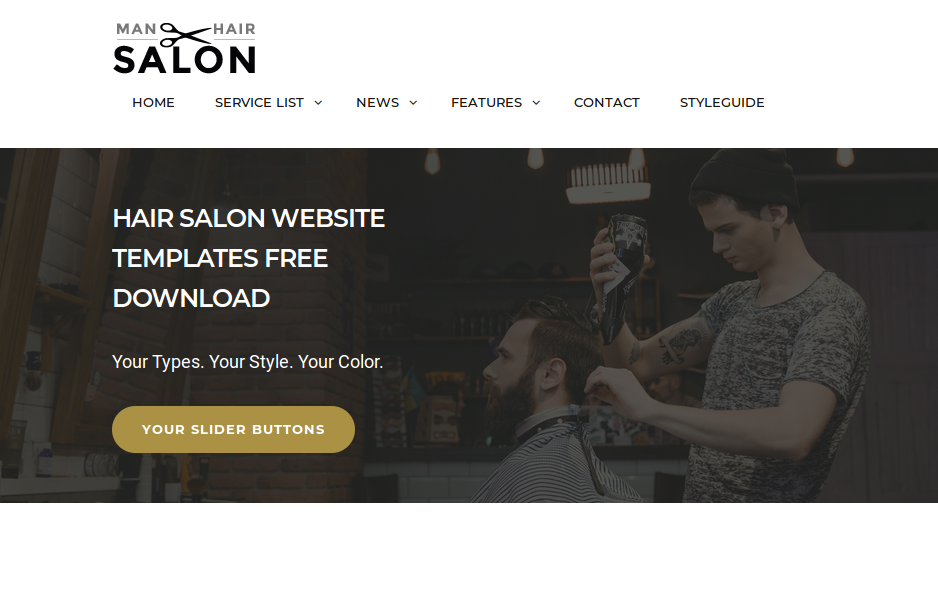 MAN HAIR
SALON
HOME SERVICE LIST NEWS FEATURES CONTACT STYLEGUIDE
HAIR SALON WEBSITE
TEMPLATES FREE
DOWNLOAD
Your Types. Your Style. Your Color.
YOUR SLIDER BUTTONS